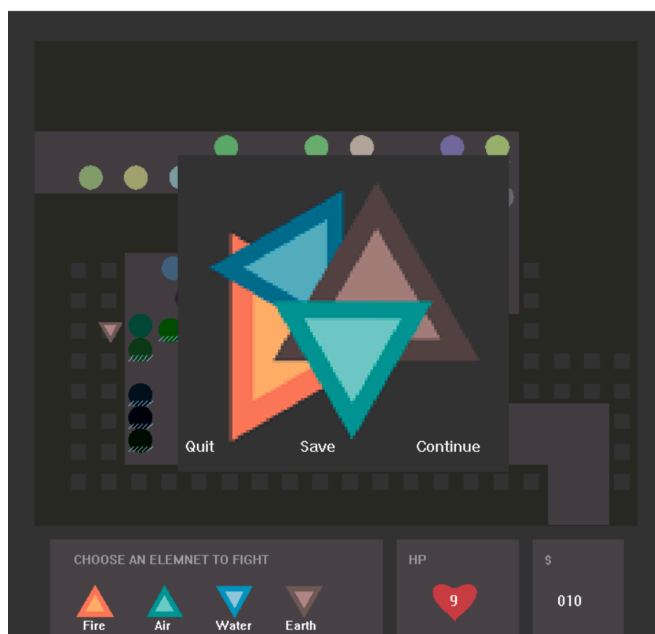 Quit Save Continue
CHOOSE AN ELEMNET TO FIGHT
Fire Air Water Earth
HP
9
$
010